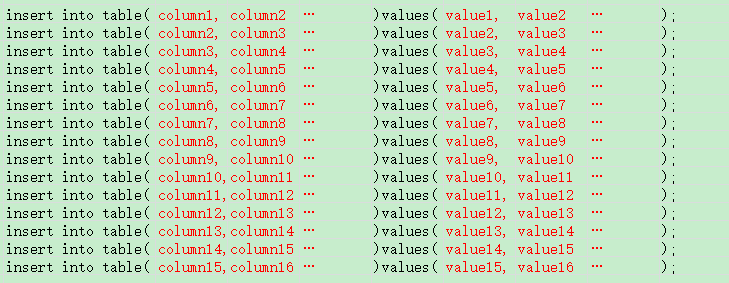 insert into table( column1, column2 … )values( value1, value2 … );
insert into table( column2, column3 … )values( value2, value3 … );
insert into table( column3, column4 … )values( value3, value4 … );
insert into table( column4, column5 … )values( value4, value5 … );
insert into table( column5, column6 … )values( value5, value6 … );
insert into table( column6, column7 … )values( value6, value7 … );
insert into table( column7, column8 … )values( value7, value8 … );
insert into table( column8, column9 … )values( value8, value9 … );
insert into table( column9, column10 … )values( value9, value10 … );
insert into table( column10,column11 … )values( value10, value11 … );
insert into table( column11,column12 … )values( value11, value12 … );
insert into table( column12,column13 … )values( value12, value13 … );
insert into table( column13,column14 … )values( value13, value14 … );
insert into table( column14,column15 … )values( value14, value15 … );
insert into table( column15,column16 … )values( value15, value16 … );